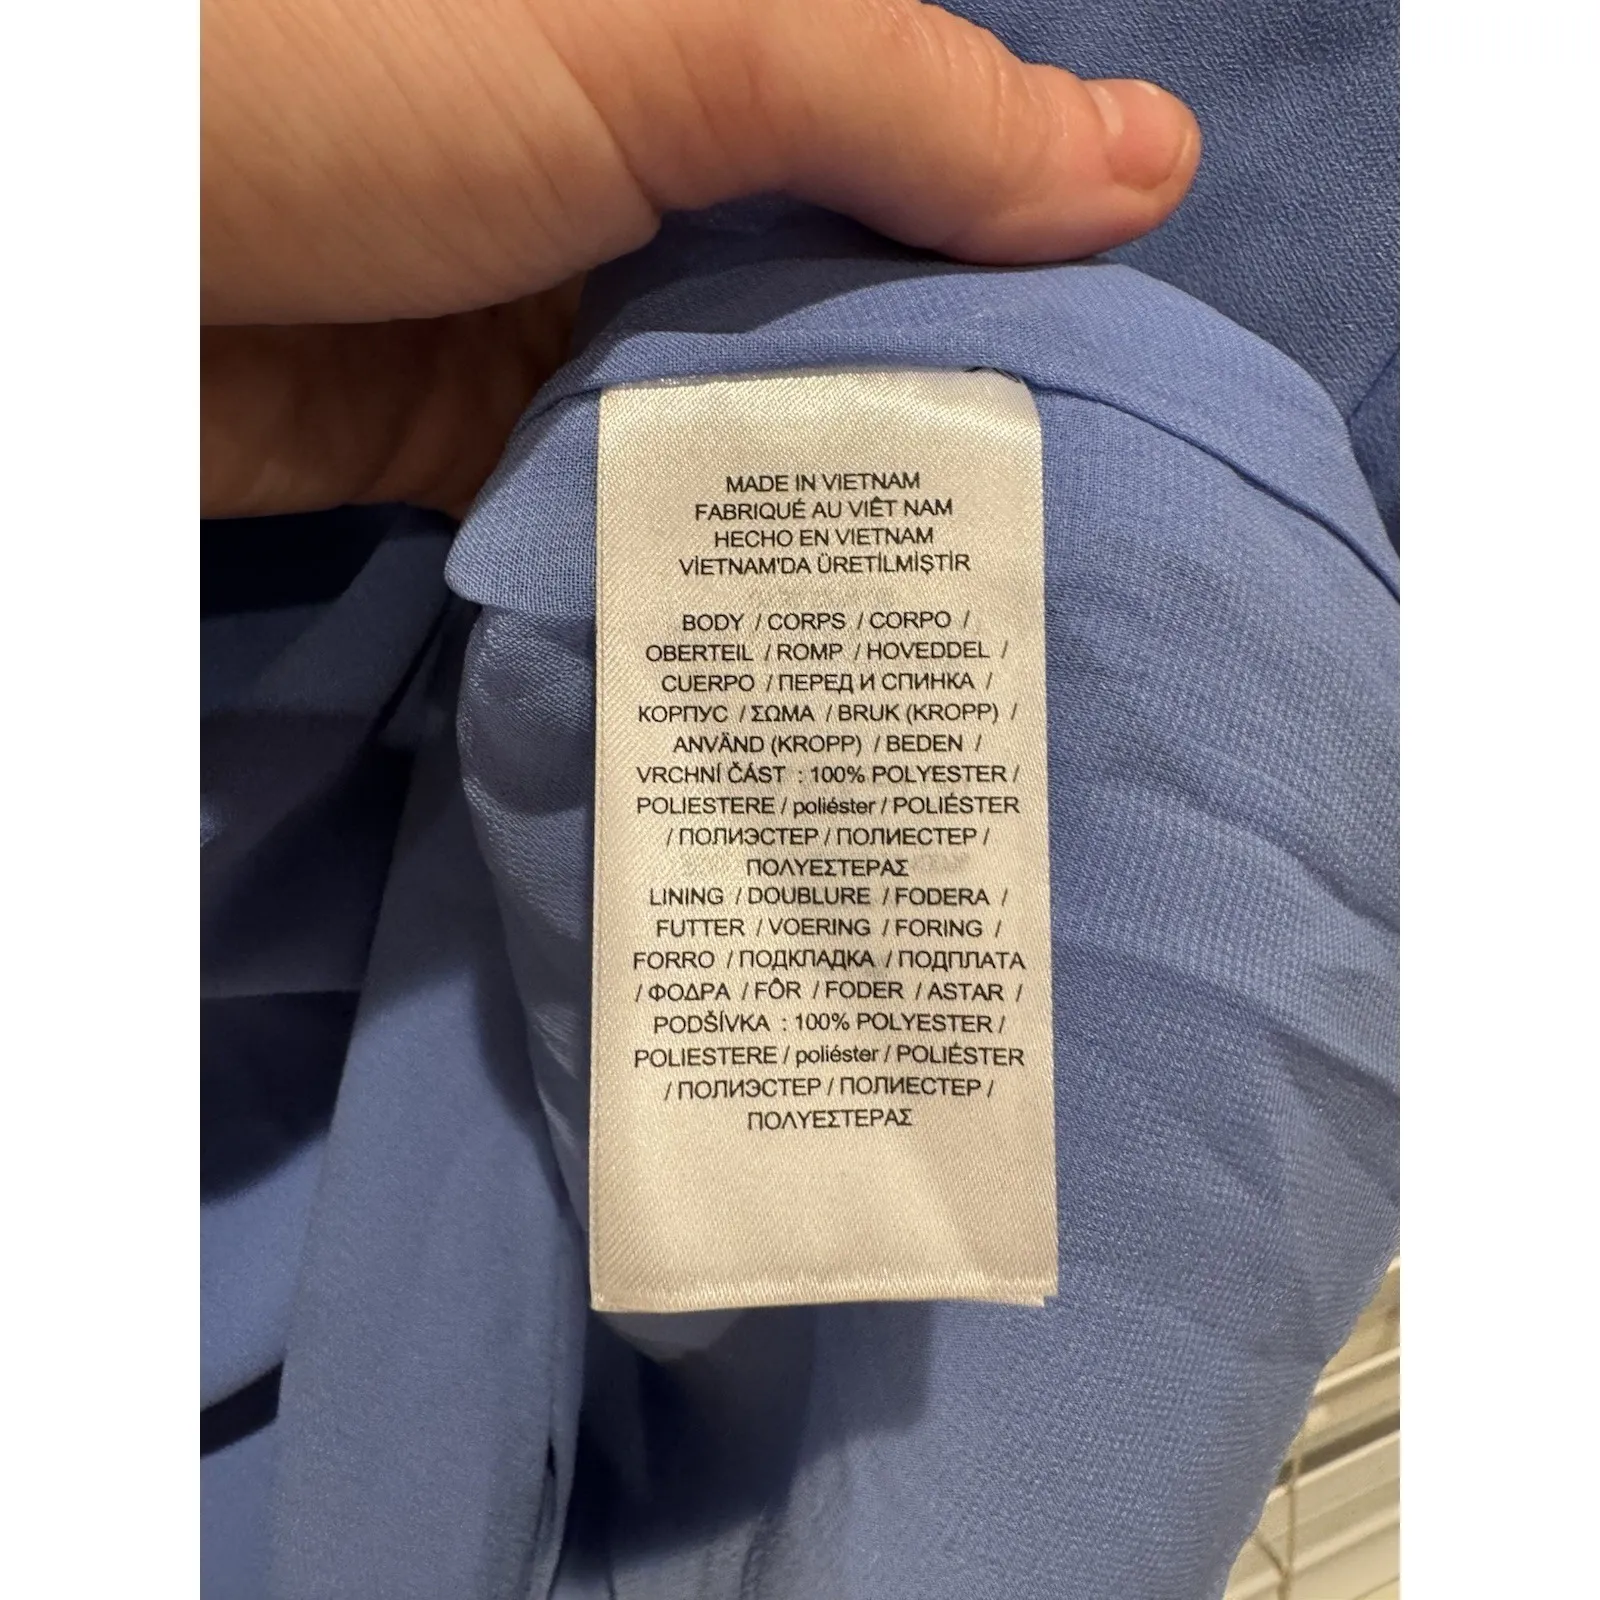 MADE IN VIETNAM
FABRIQUÉ AU VIÊT NAM
HECHO EN VIETNAM
VİETNAM'DA ÜRETİLMİŞTİR
BODY / CORPS / CORPO /
OBERTEIL / ROMP / HOVEDDEL /
CUERPO / ПЕРЕД И СПИНКА /
КОРПУС / ΣΩΜΑ / BRUK (KROPP) /
ANVÄND (KROPP) / BEDEN /
VRCHNÍ ČÁST : 100% POLYESTER /
POLIESTERE / poliéster / POLIÉSTER
/ ПОЛИЭСТЕР / ПОЛИЕСТЕР /
ΠΟΛΥΕΣΤΕΡΑΣ
LINING / DOUBLURE / FODERA /
FUTTER / VOERING / FORING /
FORRO / ПОДКЛАДКА / ПОДПЛАТА
/ ΦΟΔΡΑ / FÔR / FODER / ASTAR /
PODŠÍVKA : 100% POLYESTER /
POLIESTERE / poliéster / POLIÉSTER
/ ПОЛИЭСТЕР / ПОЛИЕСТЕР /
ΠΟΛΥΕΣΤΕΡΑΣ